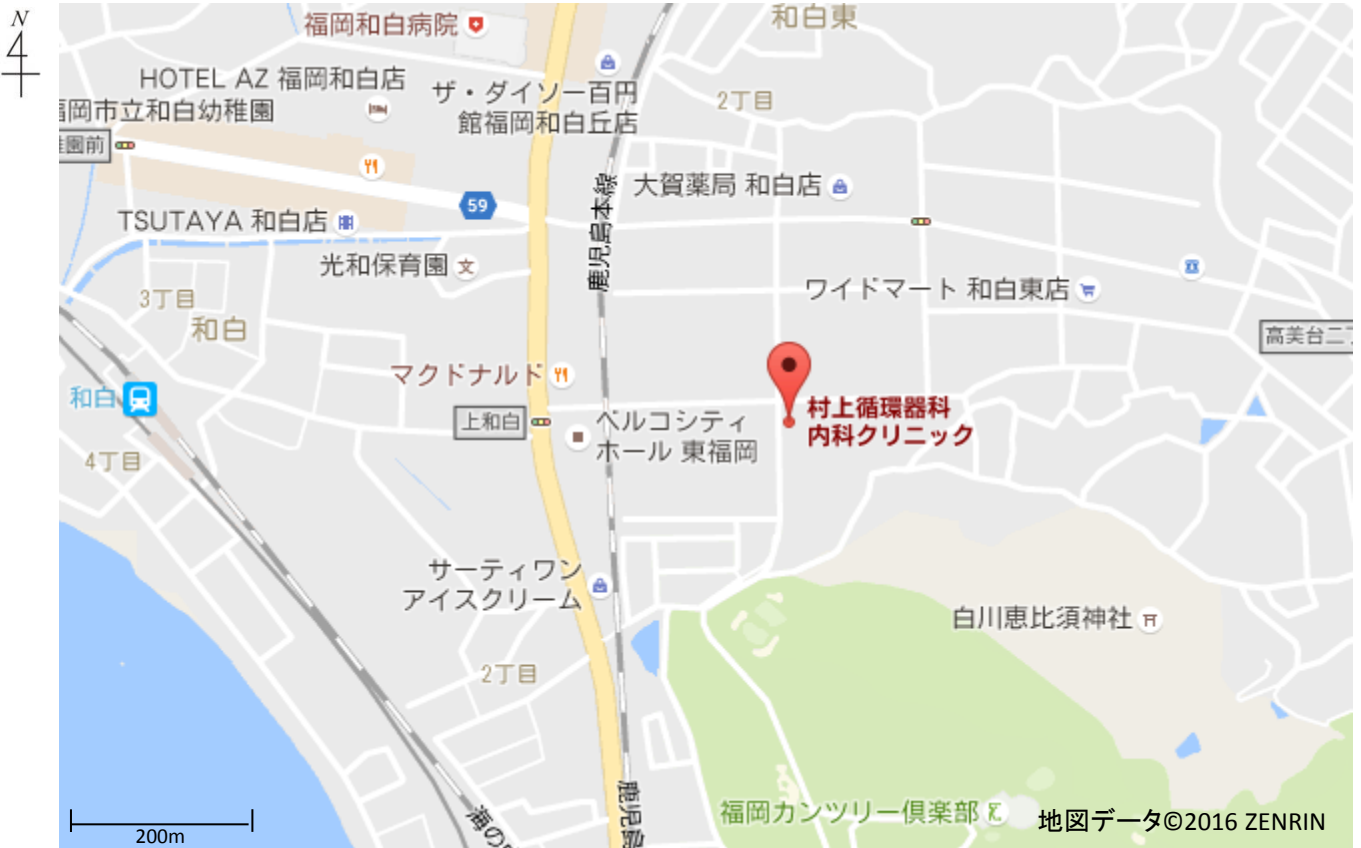 N
福岡和白病院
和白東
HOTEL AZ 福岡和白店
ザ・ダイソー百円
館福岡和白丘店
2丁目
福岡市立和白幼稚園
園前
大賀薬局 和白店
59
鹿児島本線
TSUTAYA 和白店
光和保育園
文
ワイドマート 和白東店
3丁目
和白
高美台二丁
マクドナルド
和白
村上循環器科
内科クリニック
上和白
ベルコシティ
ホール 東福岡
4丁目
サーティワン
アイスクリーム
白川恵比須神社
2丁目
福岡カンツリー倶楽部
海の
鹿児島
200m
地図データ©2016 ZENRIN